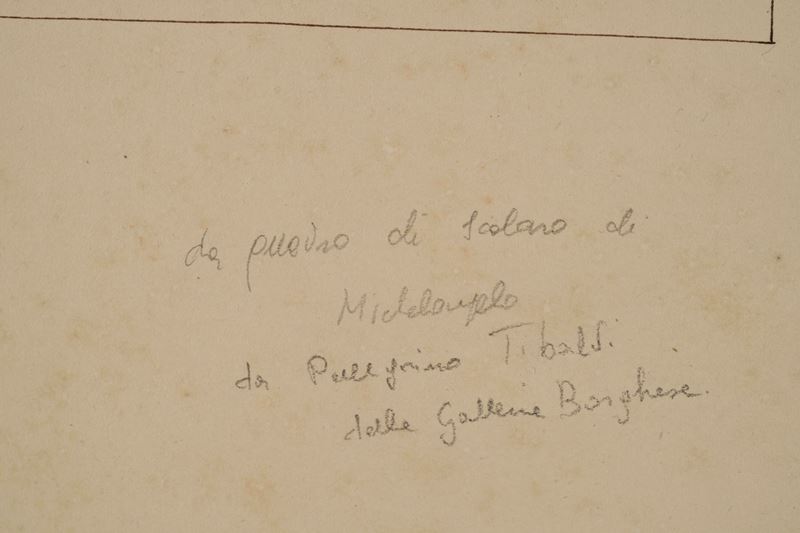 da quadro di scolaro di
Michelangelo
da Pellegrino Tibaldi
della Galleria Borghese.